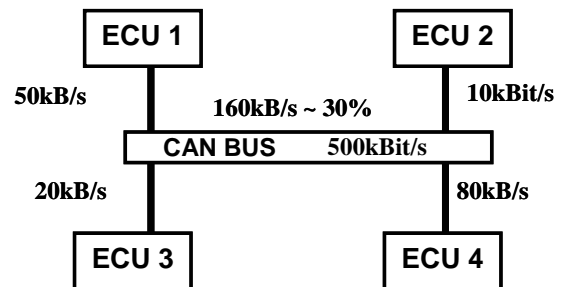 ECU 1
ECU 2
50kB/s
10kBit/s
160kB/s ~ 30%
CAN BUS 500kBit/s
20kB/s
80kB/s
ECU 3
ECU 4